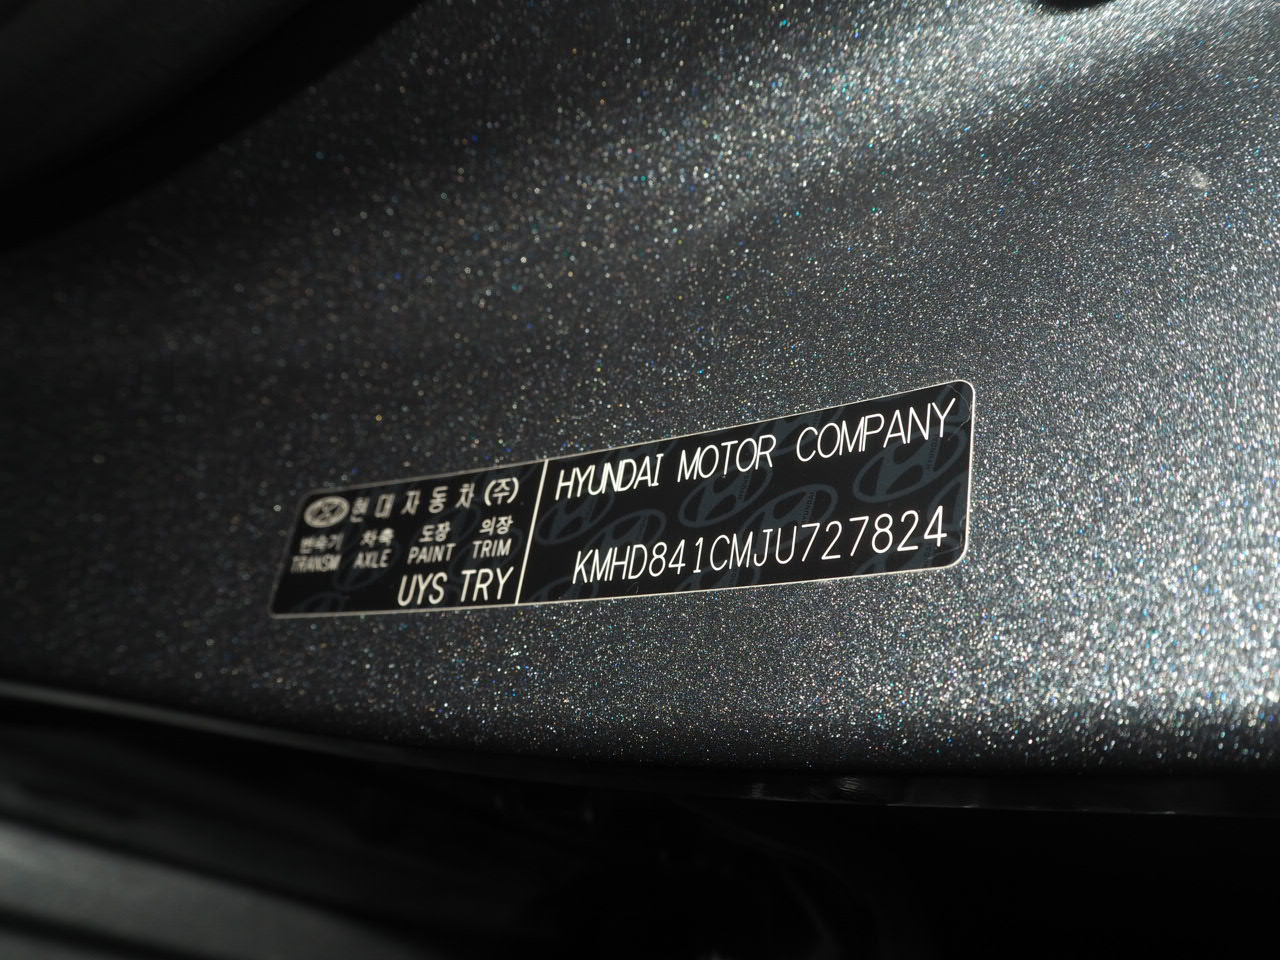 현대자동차(주)
변속기 차축 도장 의장
TRANSM AXLE PAINT TRIM
UYS TRY
HYUNDAI MOTOR COMPANY
KMHD841CMJU727824